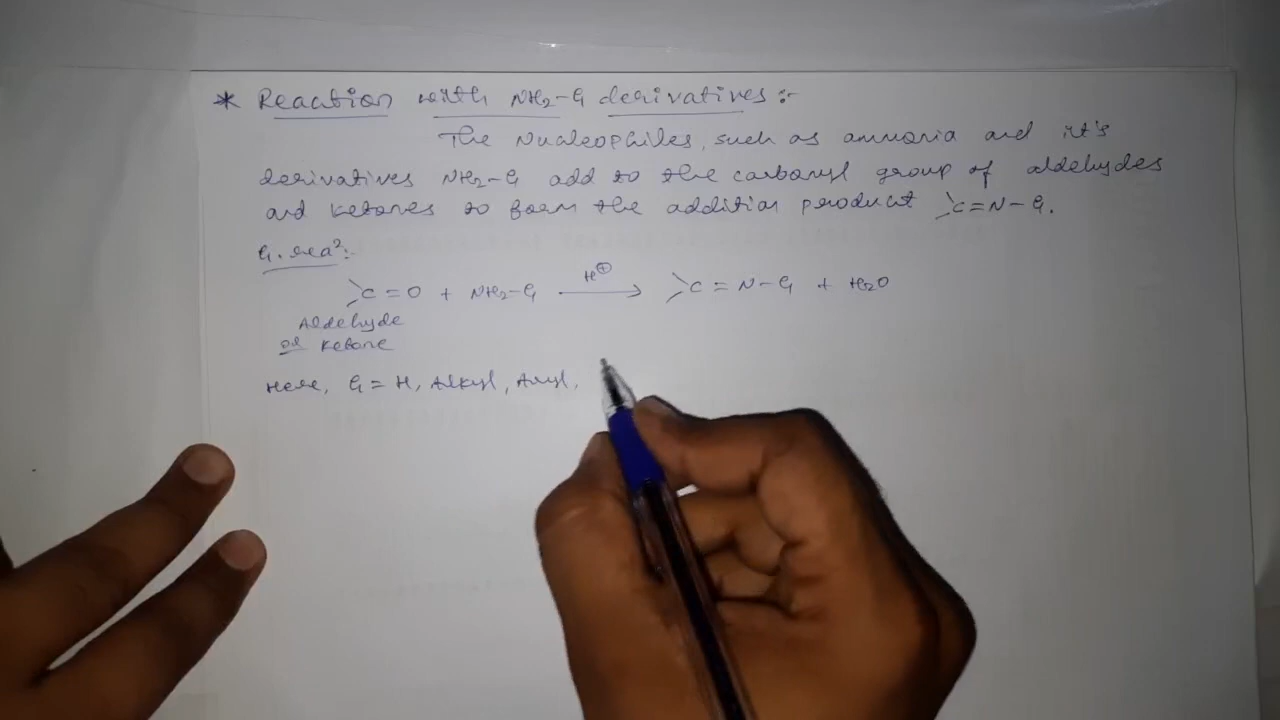 * Reaction with NH₂-G derivatives :-
The Nucleophiles, such as ammonia and it's
derivatives NH₂-G add to the carbonyl group of aldehydes
and ketones to form the addition product >C=N-G.
G. rea²:-
>C=O + NH₂-G —H⊕→ >C=N-G + H₂O
Aldehyde
or ketone
Here, G = H, Alkyl, Aryl,